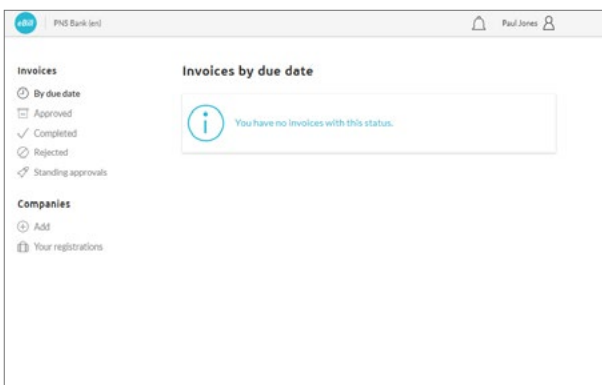 eBill PNS Bank (en) Paul Jones
Invoices
By due date
Approved
Completed
Rejected
Standing approvals
Companies
Add
Your registrations
Invoices by due date
You have no invoices with this status.